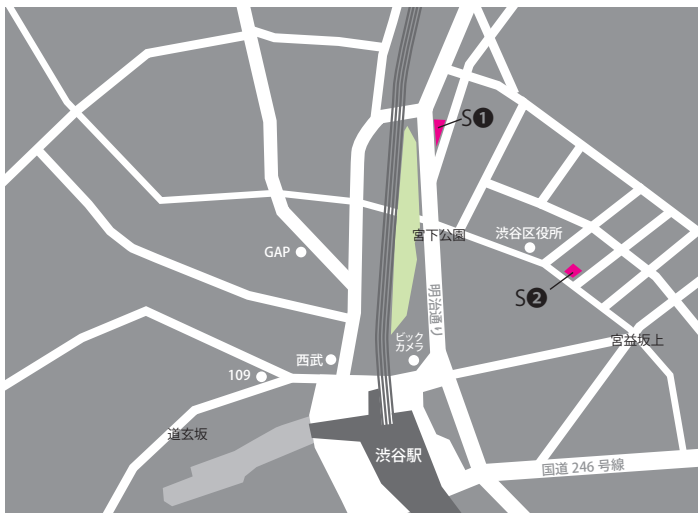 S❶
宮下公園
渋谷区役所
GAP
S❷
明治通り
ビック
カメラ
宮益坂上
西武
109
道玄坂
渋谷駅
国道 246 号線